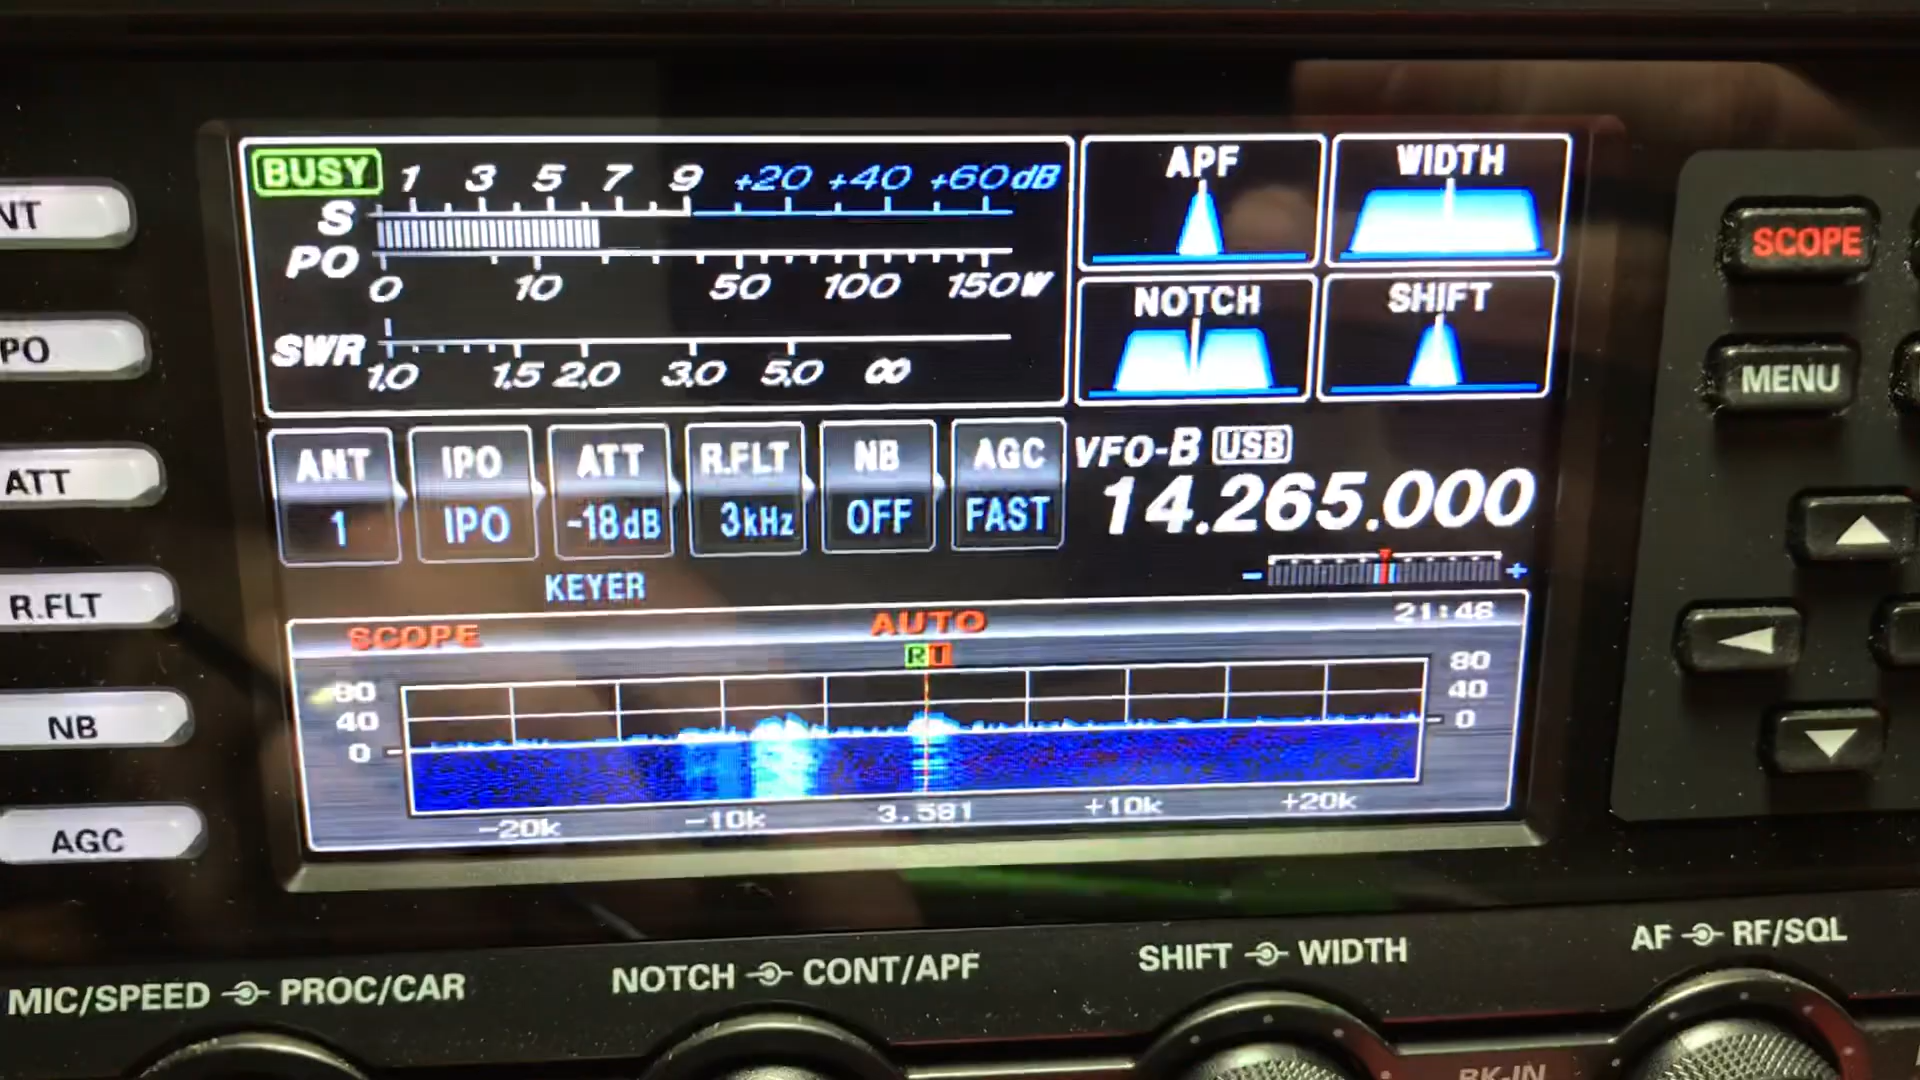 BUSY 1 3 5 7 9 +20 +40 +60dB
S
PO
0 10 50 100 150W
SWR
1.0 1.5 2.0 3.0 5.0 ∞
APF
WIDTH
NOTCH
SHIFT
ANT IPO ATT R.FLT NB AGC
1 IPO -18dB 3kHz OFF FAST
VFO-B USB
14.265.000
- +
KEYER
SCOPE AUTO 21:46
R T
80 80
40 40
0 0
-20k -10k 3.581 +10k +20k
NT
PO
ATT
R.FLT
NB
AGC
SCOPE
MENU
MIC/SPEED PROC/CAR
NOTCH CONT/APF
SHIFT WIDTH
AF RF/SQL
BK-IN